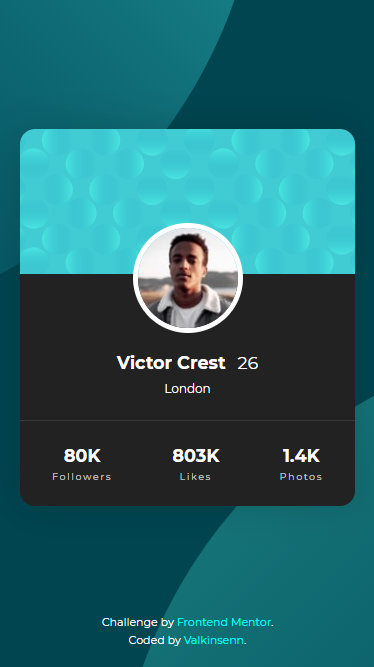 Victor Crest 26
London
80K 803K 1.4K
Followers Likes Photos
Challenge by Frontend Mentor.
Coded by Valkinsenn.